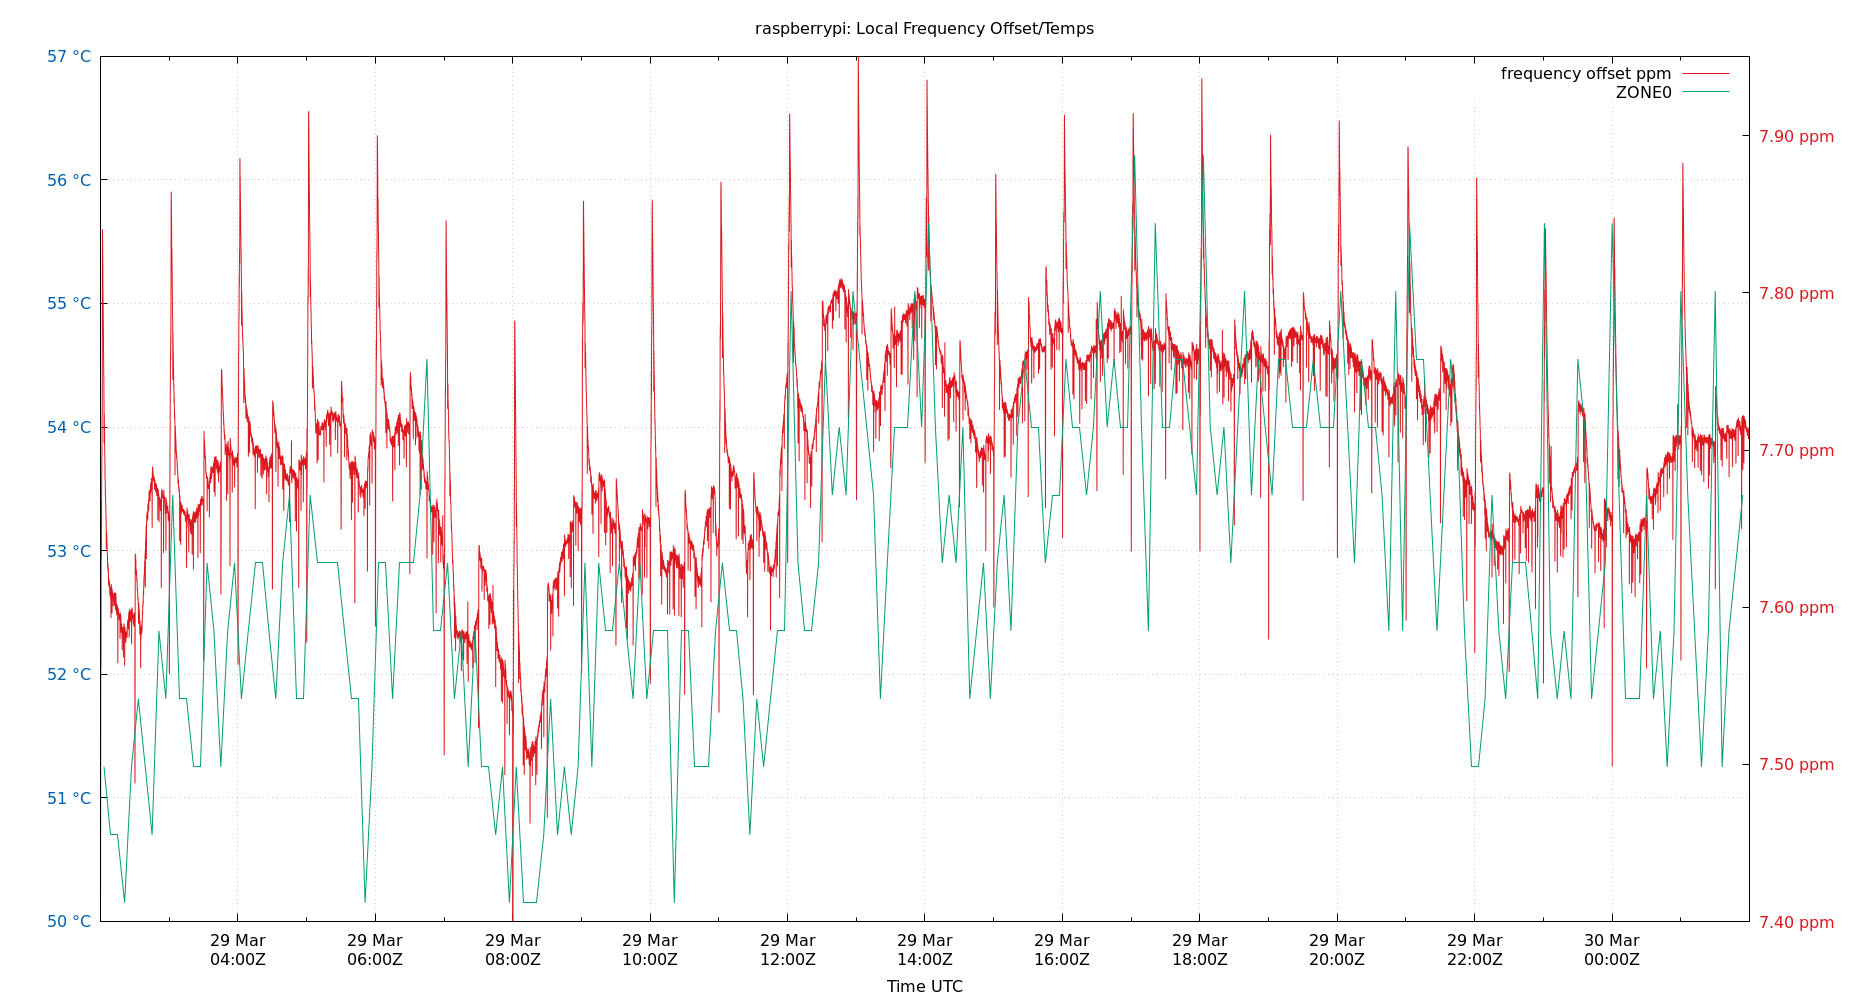 raspberrypi: Local Frequency Offset/Temps
57 °C
56 °C
55 °C
54 °C
53 °C
52 °C
51 °C
50 °C
frequency offset ppm
ZONE0
7.90 ppm
7.80 ppm
7.70 ppm
7.60 ppm
7.50 ppm
7.40 ppm
29 Mar
04:00Z
29 Mar
06:00Z
29 Mar
08:00Z
29 Mar
10:00Z
29 Mar
12:00Z
29 Mar
14:00Z
29 Mar
16:00Z
29 Mar
18:00Z
29 Mar
20:00Z
29 Mar
22:00Z
30 Mar
00:00Z
Time UTC